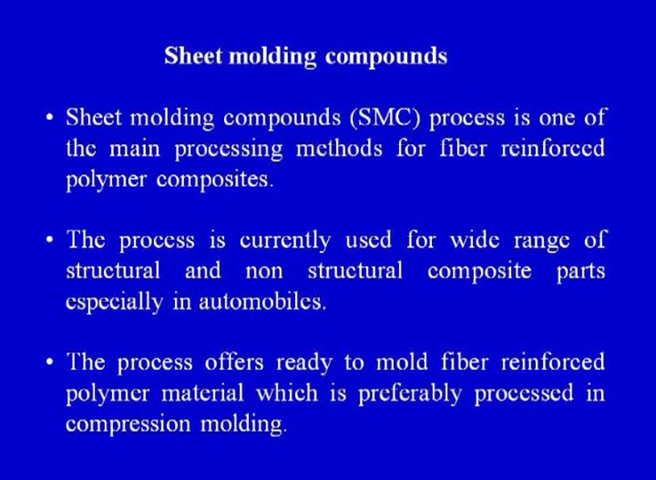 Sheet molding compounds
• Sheet molding compounds (SMC) process is one of
the main processing methods for fiber reinforced
polymer composites.
• The process is currently used for wide range of
structural and non structural composite parts
especially in automobiles.
• The process offers ready to mold fiber reinforced
polymer material which is preferably processed in
compression molding.